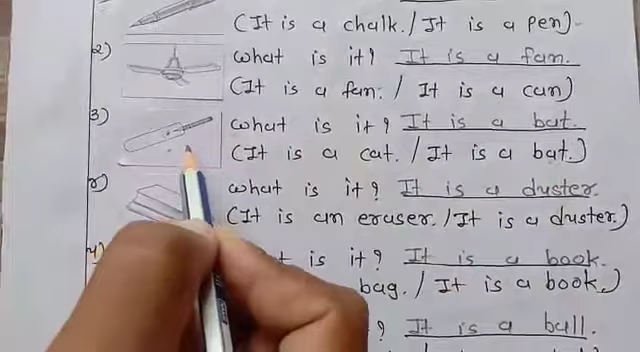 (It is a chalk. / It is a pen)
2) what is it? It is a fan.
(It is a fan. / It is a can)
3) what is it? It is a bat.
(It is a cat. / It is a bat.)
४) what is it? It is a duster.
(It is an eraser. / It is a duster)
is it? It is a book.
bag. / It is a book.)
? It is a ball.